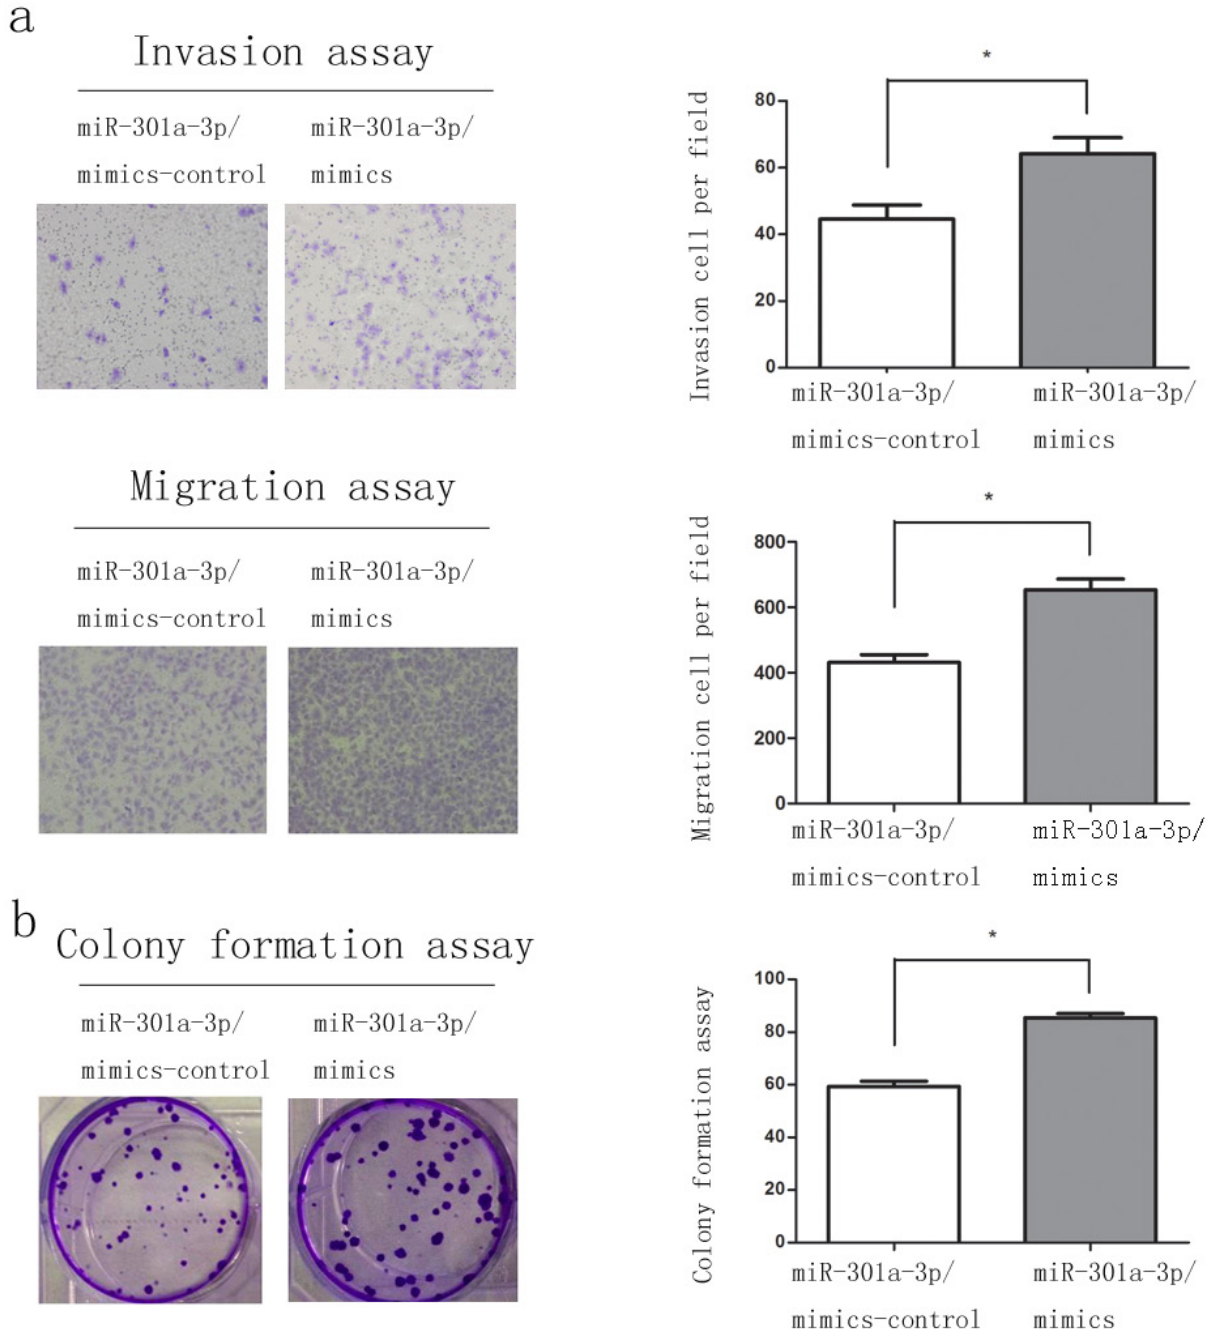 a
Invasion assay
miR-301a-3p/
mimics-control
miR-301a-3p/
mimics
*
Invasion cell per field
80
60
40
20
0
miR-301a-3p/
mimics-control
miR-301a-3p/
mimics
Migration assay
miR-301a-3p/
mimics-control
miR-301a-3p/
mimics
*
Migration cell per field
800
600
400
200
0
miR-301a-3p/
mimics-control
miR-301a-3p/
mimics
b
Colony formation assay
miR-301a-3p/
mimics-control
miR-301a-3p/
mimics
*
Colony formation assay
100
80
60
40
20
0
miR-301a-3p/
mimics-control
miR-301a-3p/
mimics